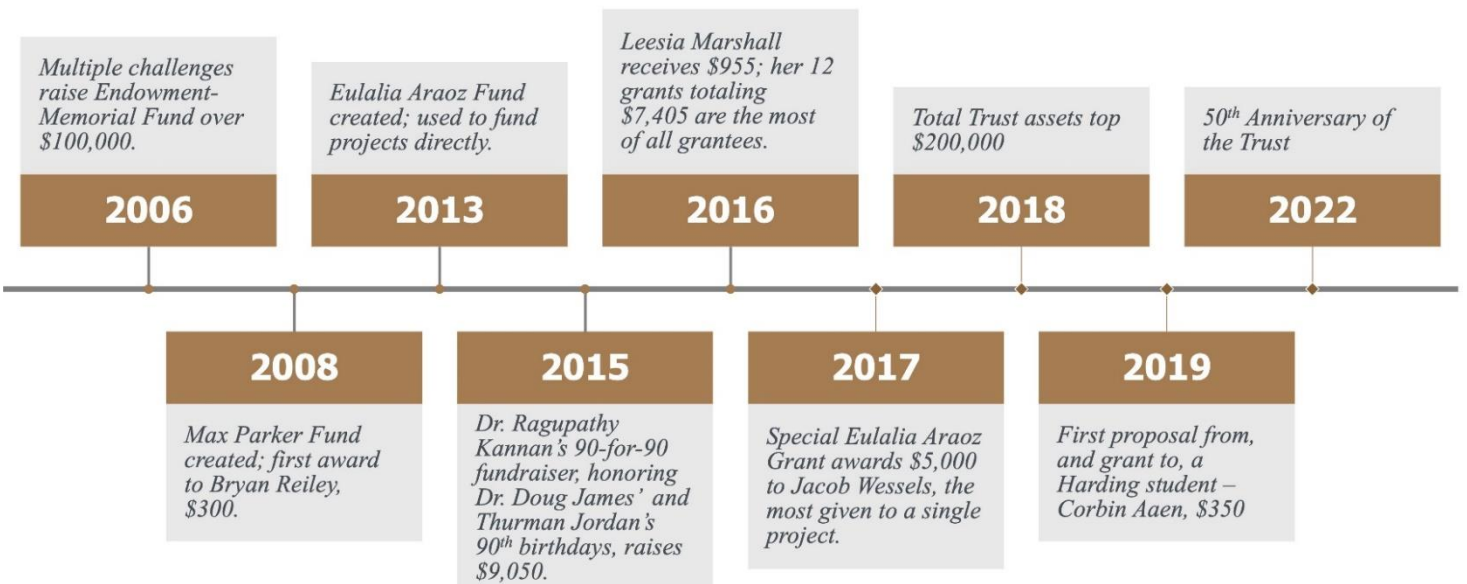 Multiple challenges
raise Endowment-
Memorial Fund over
$100,000.
2006
Max Parker Fund
created; first award
to Bryan Reiley,
$300.
2008
Eulalia Araoz Fund
created; used to fund
projects directly.
2013
2015
Dr. Ragupathy
Kannan’s 90-for-90
fundraiser, honoring
Dr. Doug James’ and
Thurman Jordan’s
90th birthdays, raises
$9,050.
Leesia Marshall
receives $955; her 12
grants totaling
$7,405 are the most
of all grantees.
2016
2017
Special Eulalia Araoz
Grant awards $5,000
to Jacob Wessels, the
most given to a single
project.
Total Trust assets top
$200,000
2018
2019
First proposal from,
and grant to, a
Harding student –
Corbin Aaen, $350
50th Anniversary of
the Trust
2022